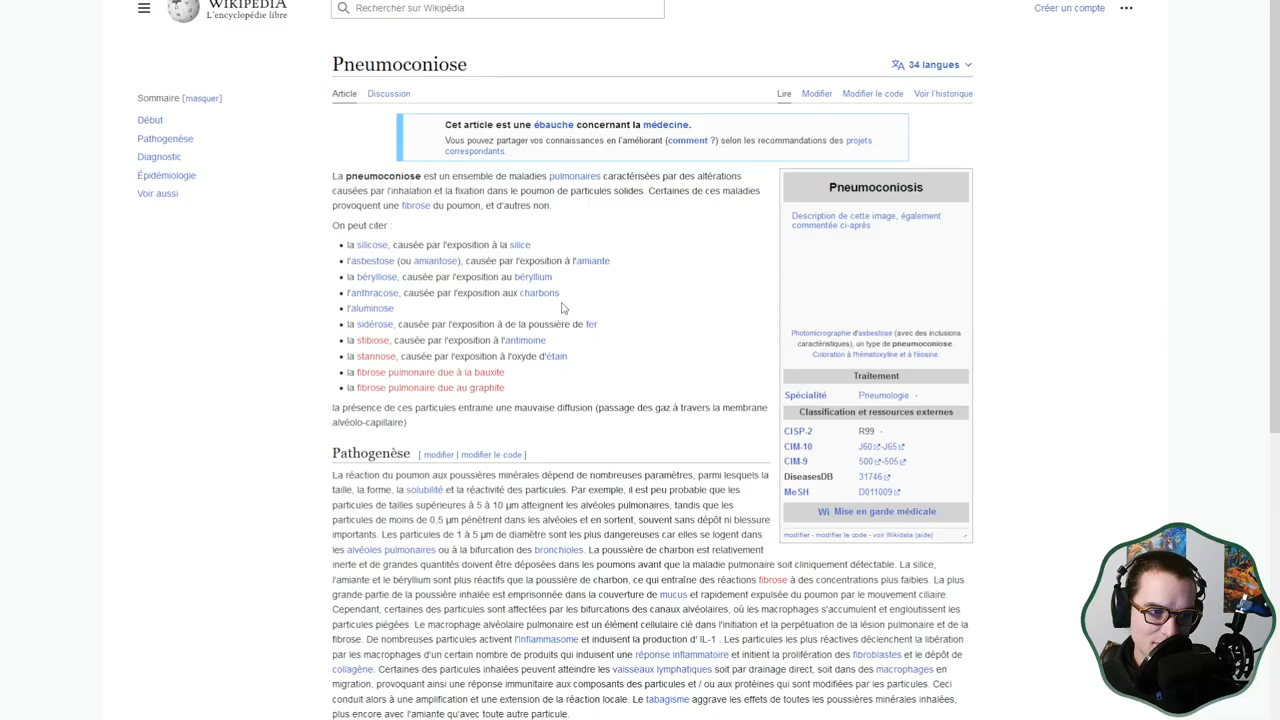 WIKIPÉDIA
L'encyclopédie libre
Rechercher sur Wikipédia
Créer un compte
Pneumoconiose
34 langues
Article Discussion
Lire Modifier Modifier le code Voir l'historique
Sommaire [masquer]
Début
Pathogenèse
Diagnostic
Épidémiologie
Voir aussi
Cet article est une ébauche concernant la médecine.
Vous pouvez partager vos connaissances en l'améliorant (comment ?) selon les recommandations des projets
correspondants.
La pneumoconiose est un ensemble de maladies pulmonaires caractérisées par des altérations
causées par l'inhalation et la fixation dans le poumon de particules solides. Certaines de ces maladies
provoquent une fibrose du poumon, et d'autres non.
On peut citer :
• la silicose, causée par l'exposition à la silice
• l'asbestose (ou amiantose), causée par l'exposition à l'amiante
• la bérylliose, causée par l'exposition au béryllium
• l'anthracose, causée par l'exposition aux charbons
• l'aluminose
• la sidérose, causée par l'exposition à de la poussière de fer
• la stibiose, causée par l'exposition à l'antimoine
• la stannose, causée par l'exposition à l'oxyde d'étain
• la fibrose pulmonaire due à la bauxite
• la fibrose pulmonaire due au graphite
la présence de ces particules entraine une mauvaise diffusion (passage des gaz à travers la membrane
alvéolo-capillaire)
Pneumoconiosis
Description de cette image, également
commentée ci-après
Photomicrographie d'asbestose (avec des inclusions
caractéristiques), un type de pneumoconiose.
Coloration à l'hématoxyline et à l'éosine.
Traitement
Spécialité Pneumologie
Classification et ressources externes
CISP-2 R99
CIM-10 J60-J65
CIM-9 500-505
DiseasesDB 31746
MeSH D011009
Wi Mise en garde médicale
modifier - modifier le code - voir Wikidata (aide)
Pathogenèse [ modifier | modifier le code ]
La réaction du poumon aux poussières minérales dépend de nombreuses paramètres, parmi lesquels la
taille, la forme, la solubilité et la réactivité des particules. Par exemple, il est peu probable que les
particules de tailles supérieures à 5 à 10 µm atteignent les alvéoles pulmonaires, tandis que les
particules de moins de 0,5 µm pénètrent dans les alvéoles et en sortent, souvent sans dépôt ni blessure
importants. Les particules de 1 à 5 µm de diamètre sont les plus dangereuses car elles se logent dans
les alvéoles pulmonaires ou à la bifurcation des bronchioles. La poussière de charbon est relativement
inerte et de grandes quantités doivent être déposées dans les poumons avant que la maladie pulmonaire soit cliniquement détectable. La silice,
l'amiante et le béryllium sont plus réactifs que la poussière de charbon, ce qui entraîne des réactions fibrose à des concentrations plus faibles. La plus
grande partie de la poussière inhalée est emprisonnée dans la couverture de mucus et rapidement expulsée du poumon par le mouvement ciliaire.
Cependant, certaines des particules sont affectées par les bifurcations des canaux alvéolaires, où les macrophages s'accumulent et engloutissent les
particules piégées. Le macrophage alvéolaire pulmonaire est un élément cellulaire clé dans l'initiation et la perpétuation de la lésion pulmonaire et de la
fibrose. De nombreuses particules activent l'inflammasome et induisent la production d' IL-1 . Les particules les plus réactives déclenchent la libération
par les macrophages d'un certain nombre de produits qui induisent une réponse inflammatoire et initient la prolifération des fibroblastes et le dépôt de
collagène. Certaines des particules inhalées peuvent atteindre les vaisseaux lymphatiques soit par drainage direct, soit dans des macrophages en
migration, provoquant ainsi une réponse immunitaire aux composants des particules et / ou aux protéines qui sont modifiées par les particules. Ceci
conduit alors à une amplification et une extension de la réaction locale. Le tabagisme aggrave les effets de toutes les poussières minérales inhalées,
plus encore avec l'amiante qu'avec toute autre particule.